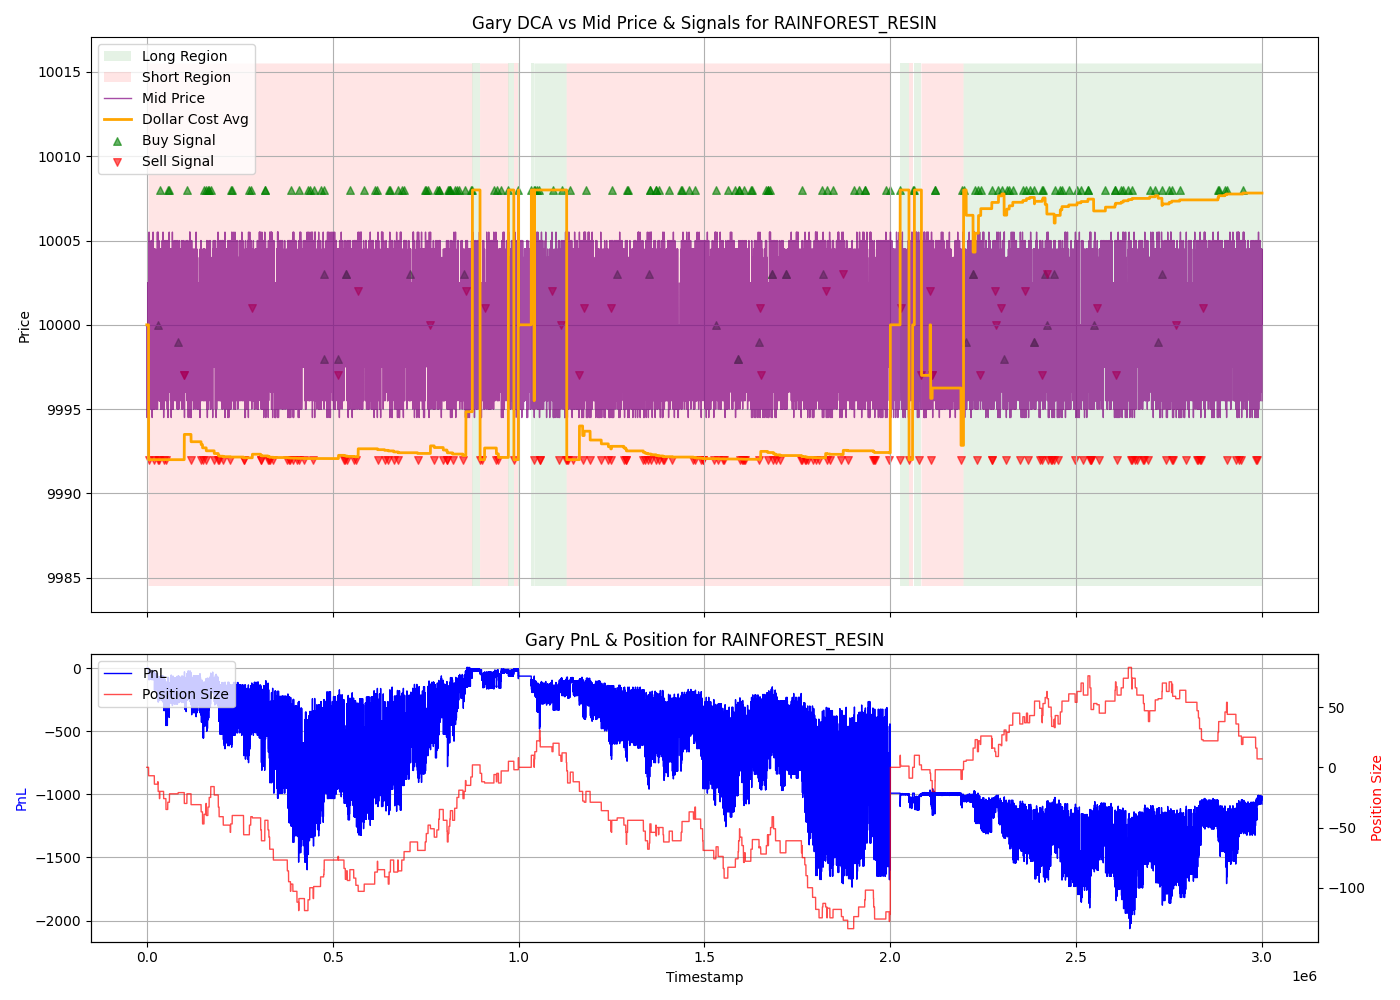 Gary DCA vs Mid Price & Signals for RAINFOREST_RESIN
Long Region
Short Region
Mid Price
Dollar Cost Avg
Buy Signal
Sell Signal
Price
10015
10010
10005
10000
9995
9990
9985
Gary PnL & Position for RAINFOREST_RESIN
PnL
Position Size
PnL
0
−500
−1000
−1500
−2000
50
0
−50
−100
Position Size
0.0 0.5 1.0 1.5 2.0 2.5 3.0
1e6
Timestamp